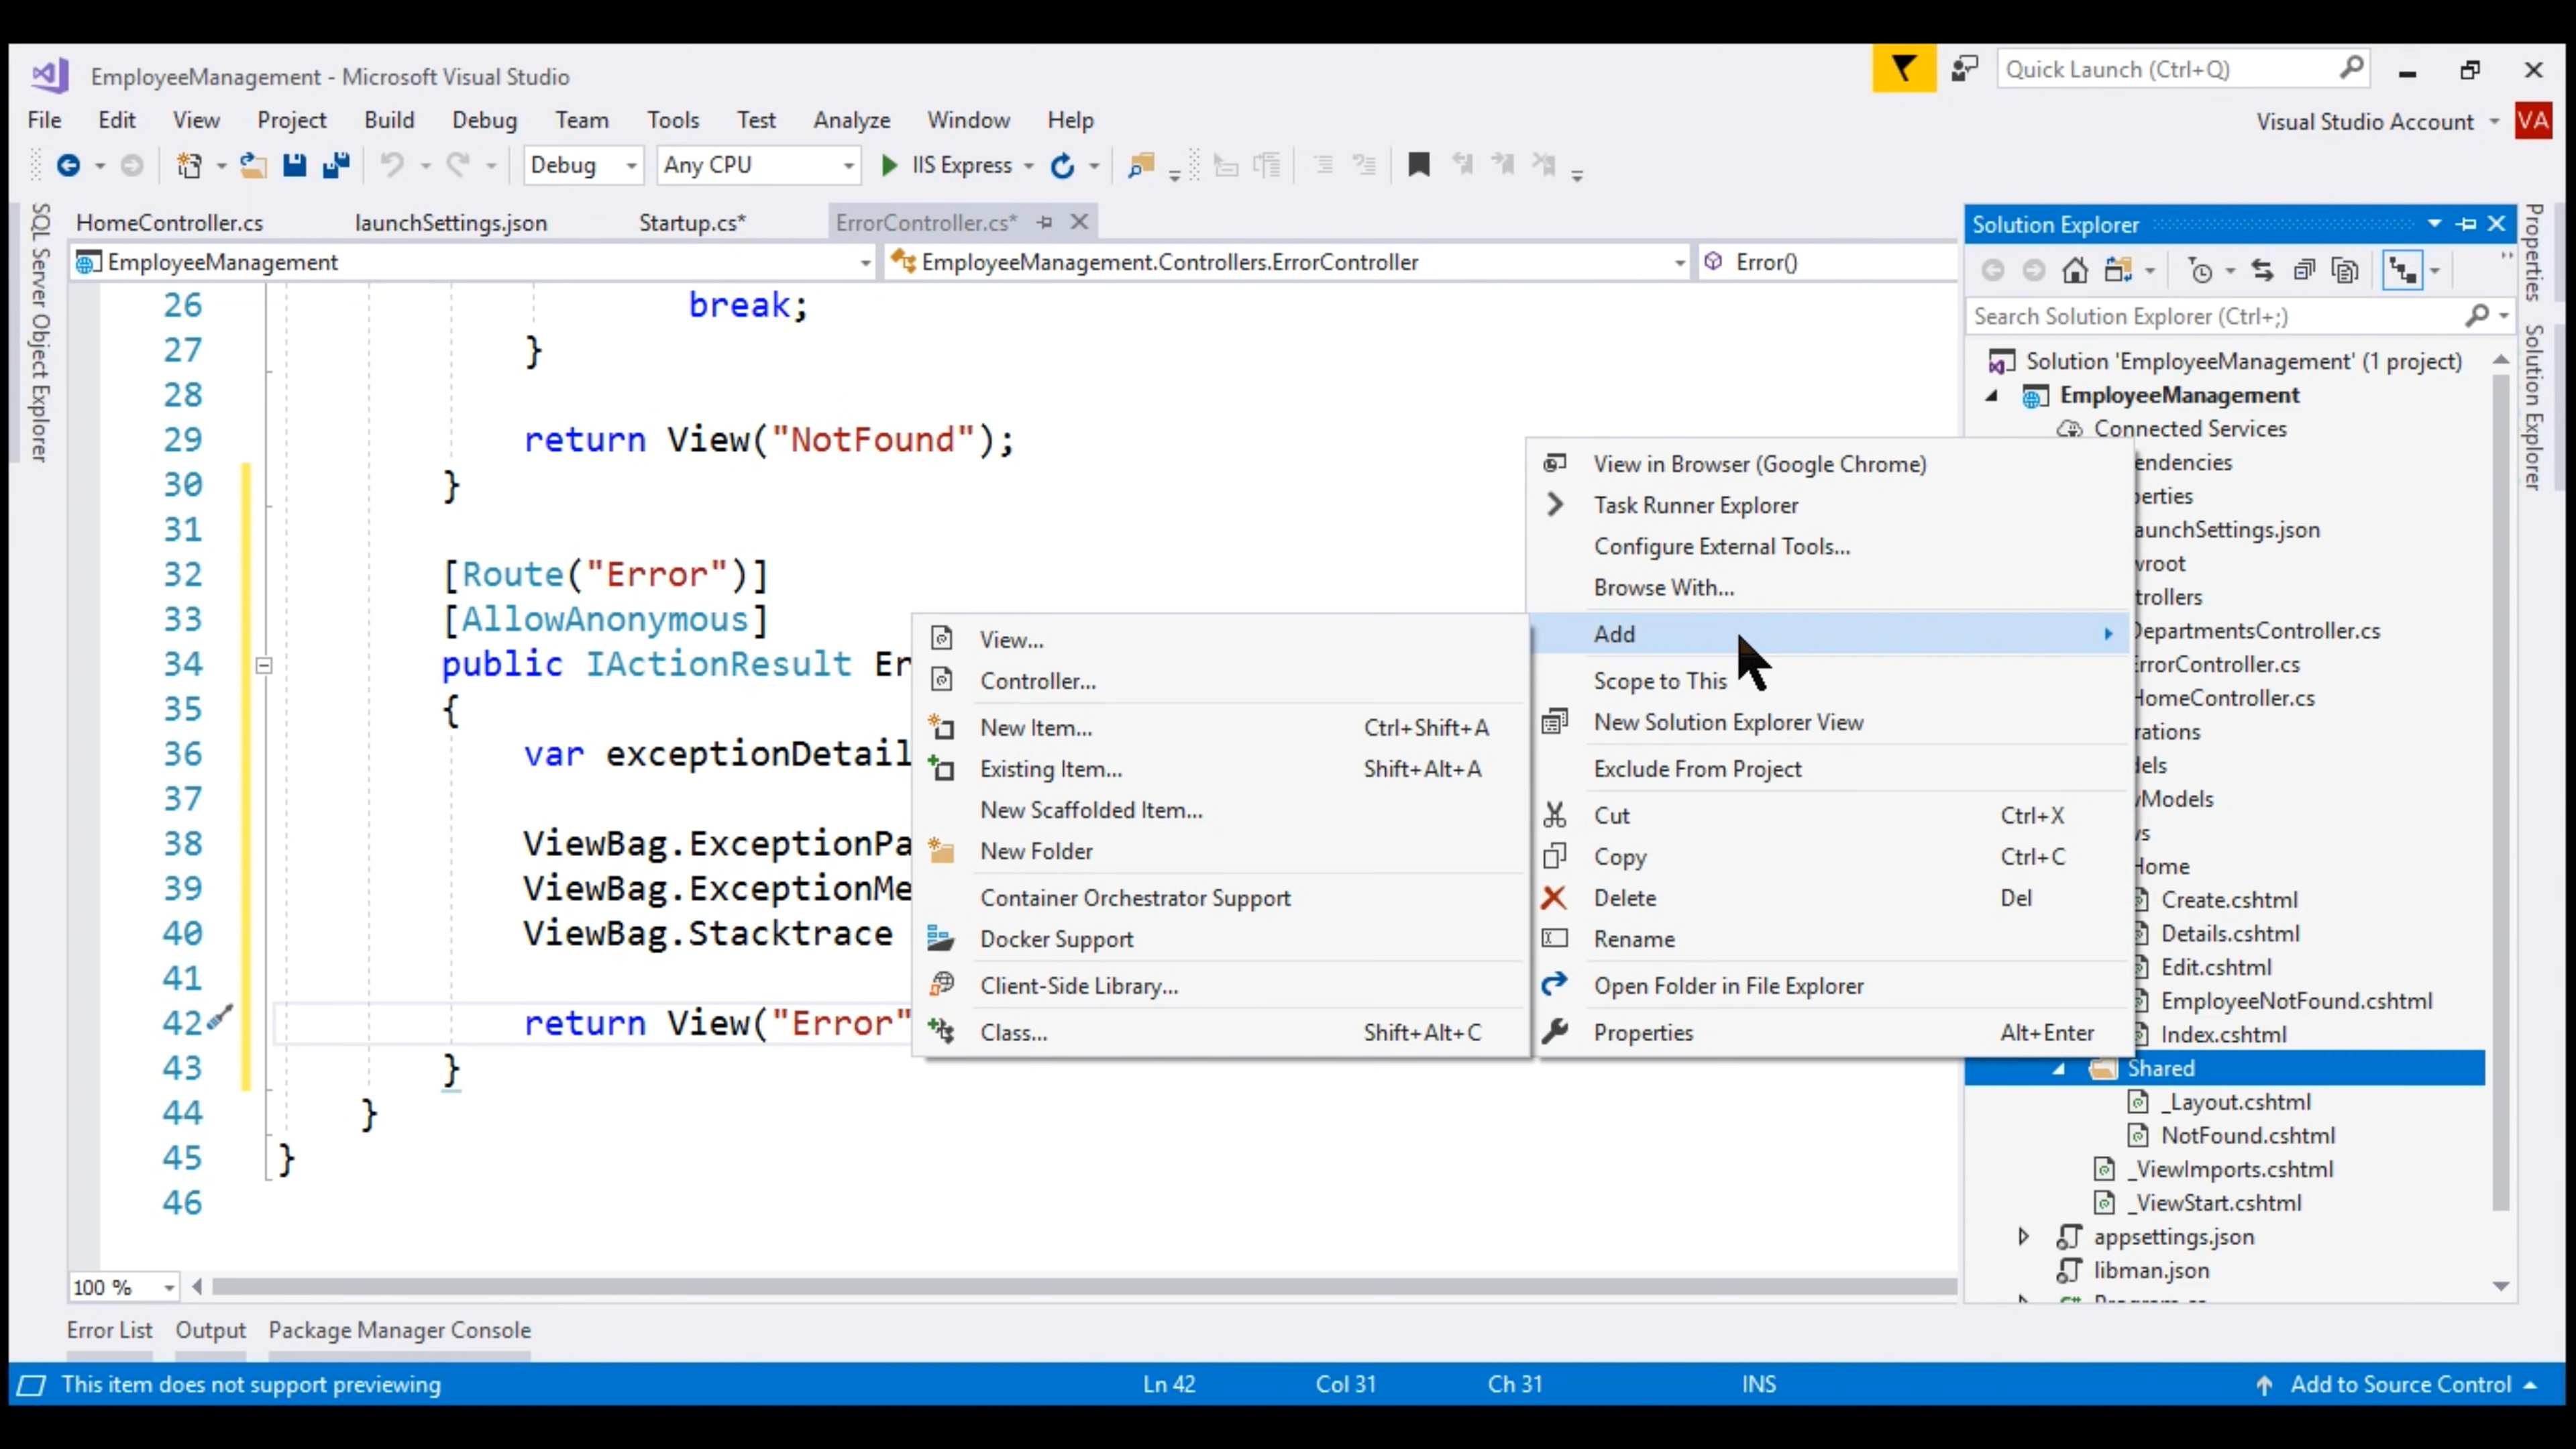 EmployeeManagement - Microsoft Visual Studio
Quick Launch (Ctrl+Q)
File Edit View Project Build Debug Team Tools Test Analyze Window Help
Visual Studio Account VA
Debug Any CPU IIS Express
SQL Server Object Explorer
HomeController.cs launchSettings.json Startup.cs* ErrorController.cs*
EmployeeManagement EmployeeManagement.Controllers.ErrorController Error()
26 break;
27 }
28
29 return View("NotFound");
30 }
31
32 [Route("Error")]
33 [AllowAnonymous]
34 public IActionResult Er
35 {
36 var exceptionDetail
37
38 ViewBag.ExceptionPa
39 ViewBag.ExceptionMe
40 ViewBag.Stacktrace
41
42 return View("Error"
43 }
44 }
45 }
46
100 %
View...
Controller...
New Item... Ctrl+Shift+A
Existing Item... Shift+Alt+A
New Scaffolded Item...
New Folder
Container Orchestrator Support
Docker Support
Client-Side Library...
Class... Shift+Alt+C
View in Browser (Google Chrome)
Task Runner Explorer
Configure External Tools...
Browse With...
Add
Scope to This
New Solution Explorer View
Exclude From Project
Cut Ctrl+X
Copy Ctrl+C
Delete Del
Rename
Open Folder in File Explorer
Properties Alt+Enter
Solution Explorer
Search Solution Explorer (Ctrl+;)
Solution 'EmployeeManagement' (1 project)
EmployeeManagement
Connected Services
endencies
perties
aunchSettings.json
wroot
trollers
DepartmentsController.cs
ErrorController.cs
HomeController.cs
rations
dels
wModels
ws
Home
Create.cshtml
Details.cshtml
Edit.cshtml
EmployeeNotFound.cshtml
Index.cshtml
Shared
_Layout.cshtml
NotFound.cshtml
_ViewImports.cshtml
_ViewStart.cshtml
appsettings.json
libman.json
Properties
Solution Explorer
Error List Output Package Manager Console
This item does not support previewing Ln 42 Col 31 Ch 31 INS Add to Source Control